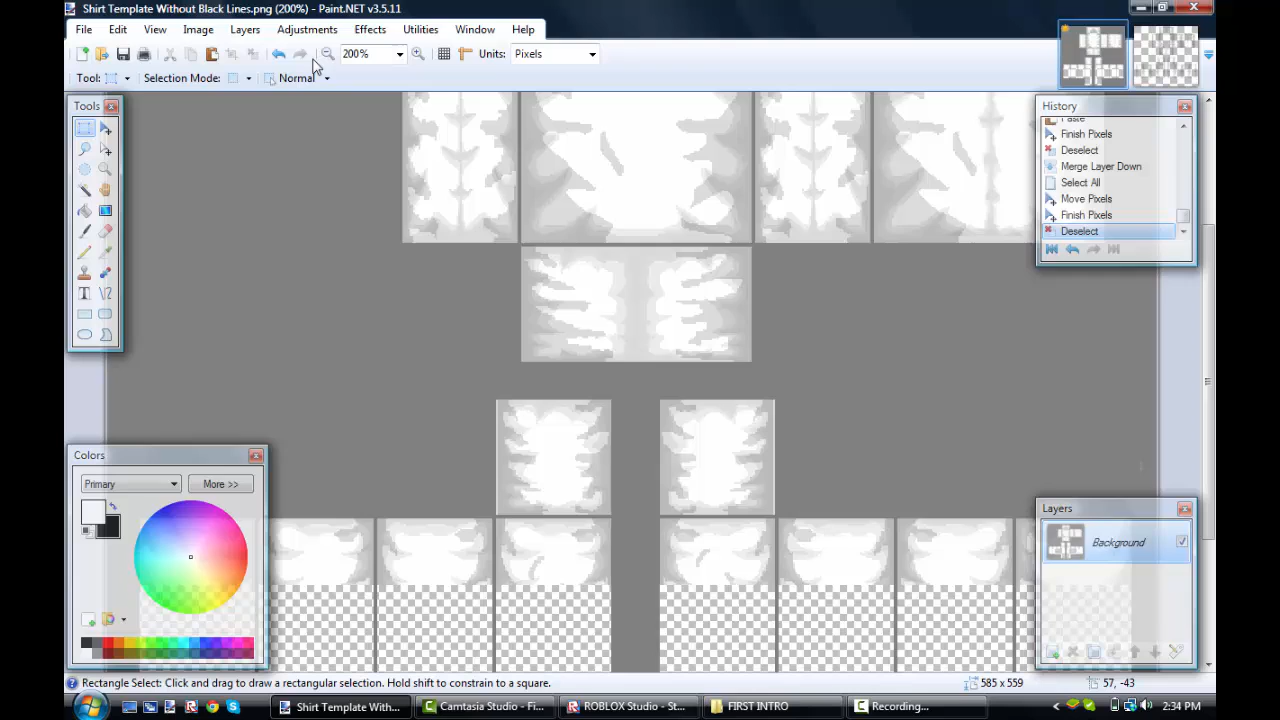 Shirt Template Without Black Lines.png (200%) - Paint.NET v3.5.11
File Edit View Image Layers Adjustments Effects Utilities Window Help
200% Units: Pixels
Tool: Selection Mode: Normal
Tools
History
Paste
Finish Pixels
Deselect
Merge Layer Down
Select All
Move Pixels
Finish Pixels
Deselect
Colors
Primary More >>
Layers
Background
Rectangle Select: Click and drag to draw a rectangular selection. Hold shift to constrain to a square. 585 x 559 57, -43
Shirt Template With... Camtasia Studio - Fi... ROBLOX Studio - St... FIRST INTRO Recording... 2:34 PM